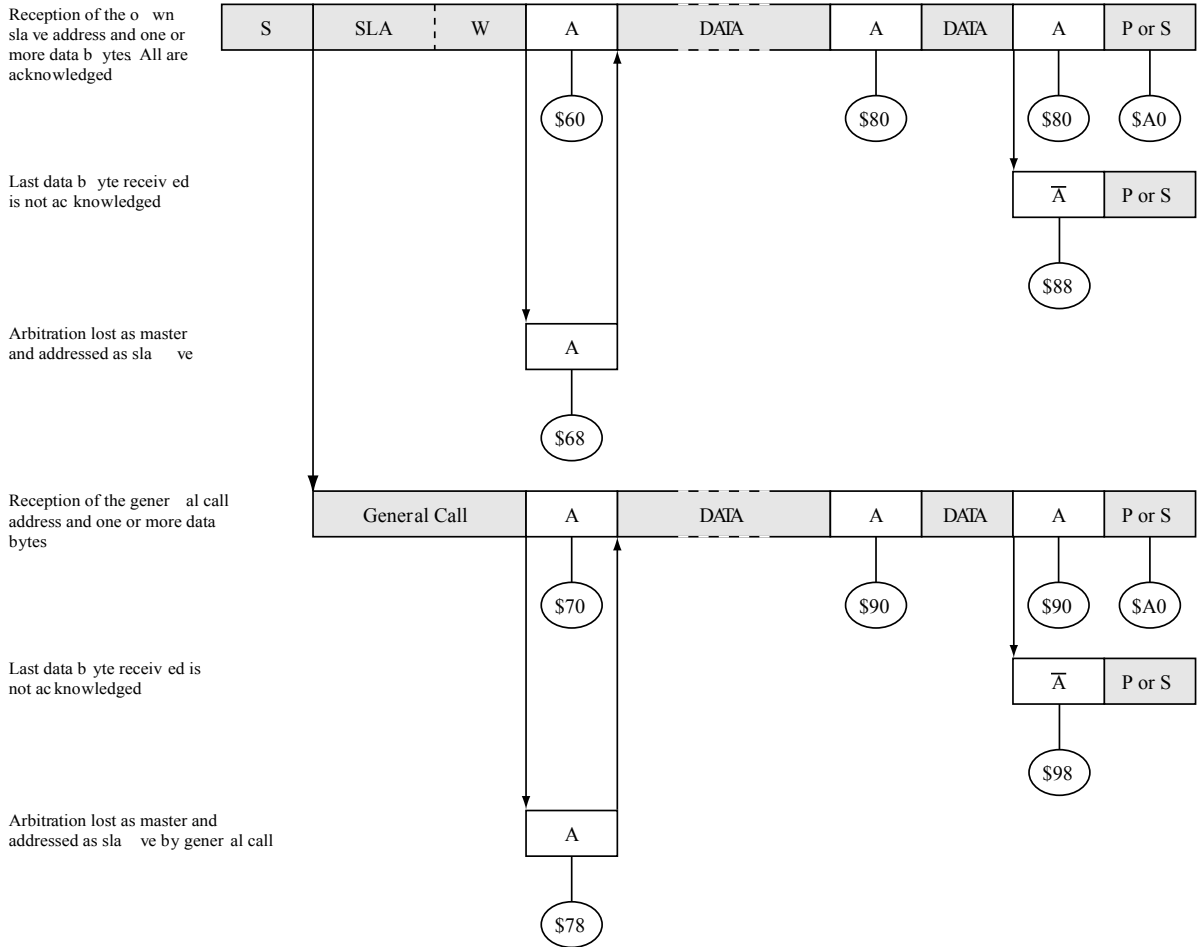 Reception of the o wn
sla ve address and one or
more data b ytes. All are
acknowledged
S SLA W A DATA A DATA A P or S
$60 $80 $80 $A0
Last data b yte receiv ed
is not ac knowledged
A P or S
$88
Arbitration lost as master
and addressed as sla ve
A
$68
Reception of the gener al call
address and one or more data
bytes
General Call A DATA A DATA A P or S
$70 $90 $90 $A0
Last data b yte receiv ed is
not ac knowledged
A P or S
$98
Arbitration lost as master and
addressed as sla ve by gener al call
A
$78